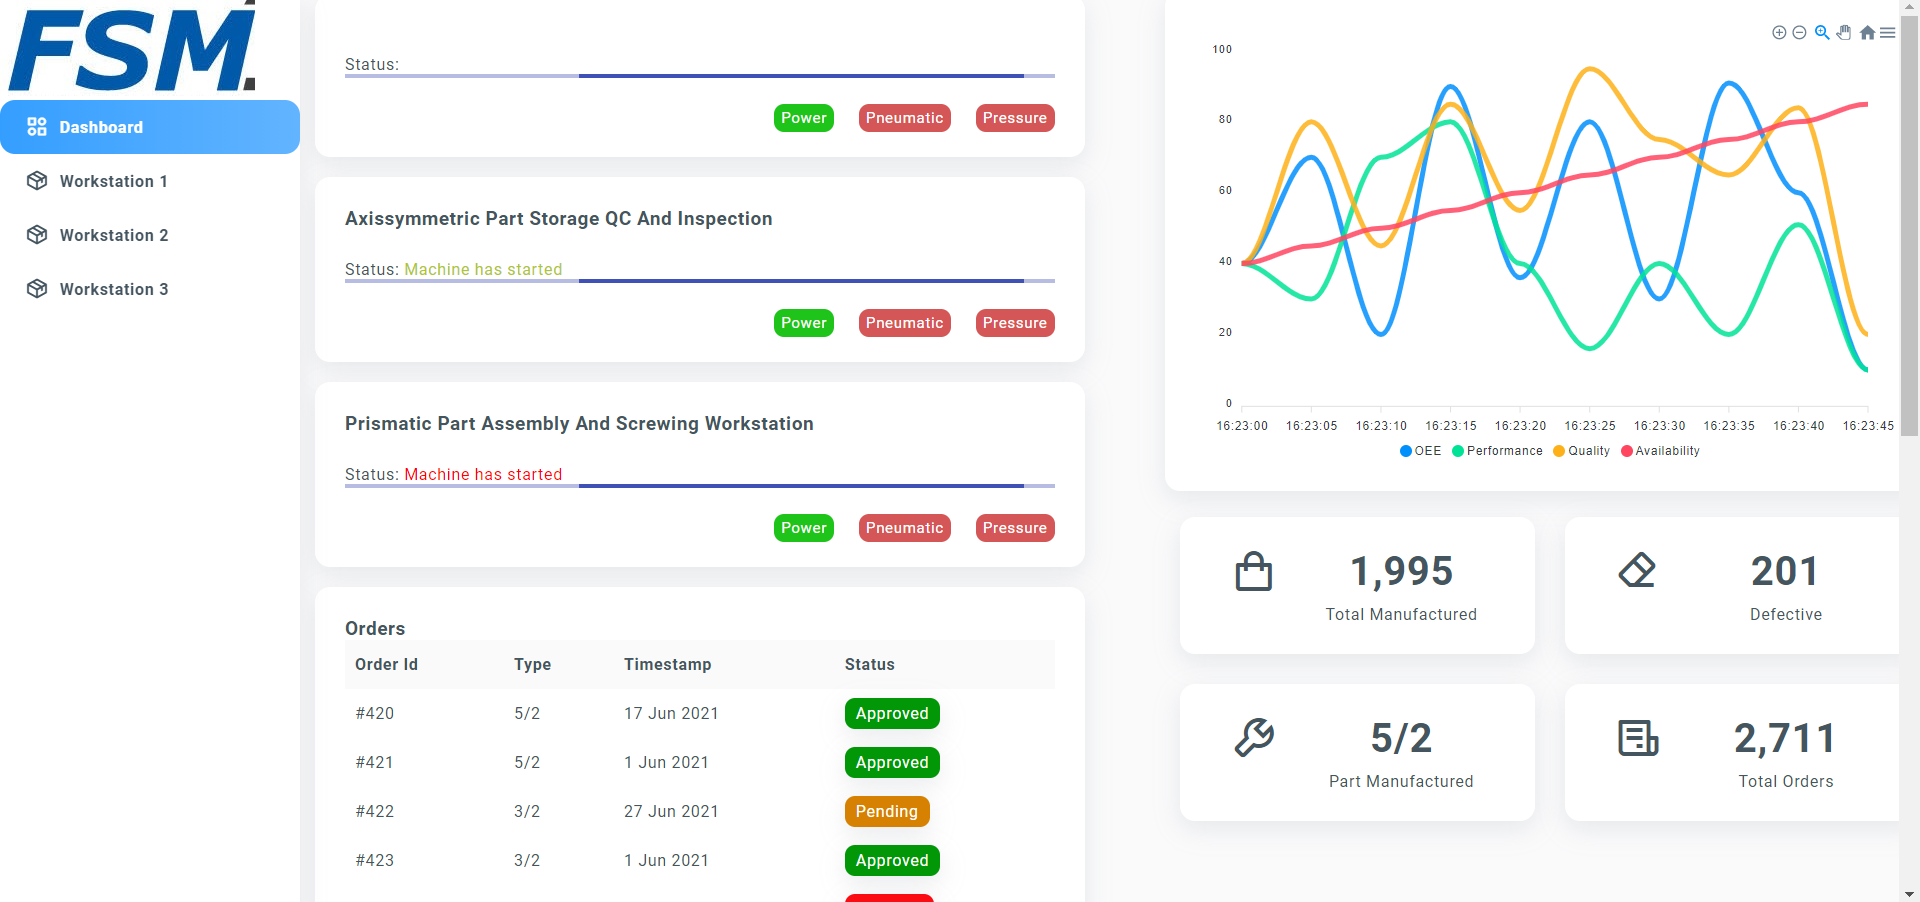 FSM.
Dashboard
Workstation 1
Workstation 2
Workstation 3
Status:
Power Pneumatic Pressure
Axissymmetric Part Storage QC And Inspection
Status: Machine has started
Power Pneumatic Pressure
Prismatic Part Assembly And Screwing Workstation
Status: Machine has started
Power Pneumatic Pressure
Orders
Order Id Type Timestamp Status
#420 5/2 17 Jun 2021 Approved
#421 5/2 1 Jun 2021 Approved
#422 3/2 27 Jun 2021 Pending
#423 3/2 1 Jun 2021 Approved
100
80
60
40
20
0
16:23:00 16:23:05 16:23:10 16:23:15 16:23:20 16:23:25 16:23:30 16:23:35 16:23:40 16:23:45
OEE Performance Quality Availability
1,995
Total Manufactured
201
Defective
5/2
Part Manufactured
2,711
Total Orders